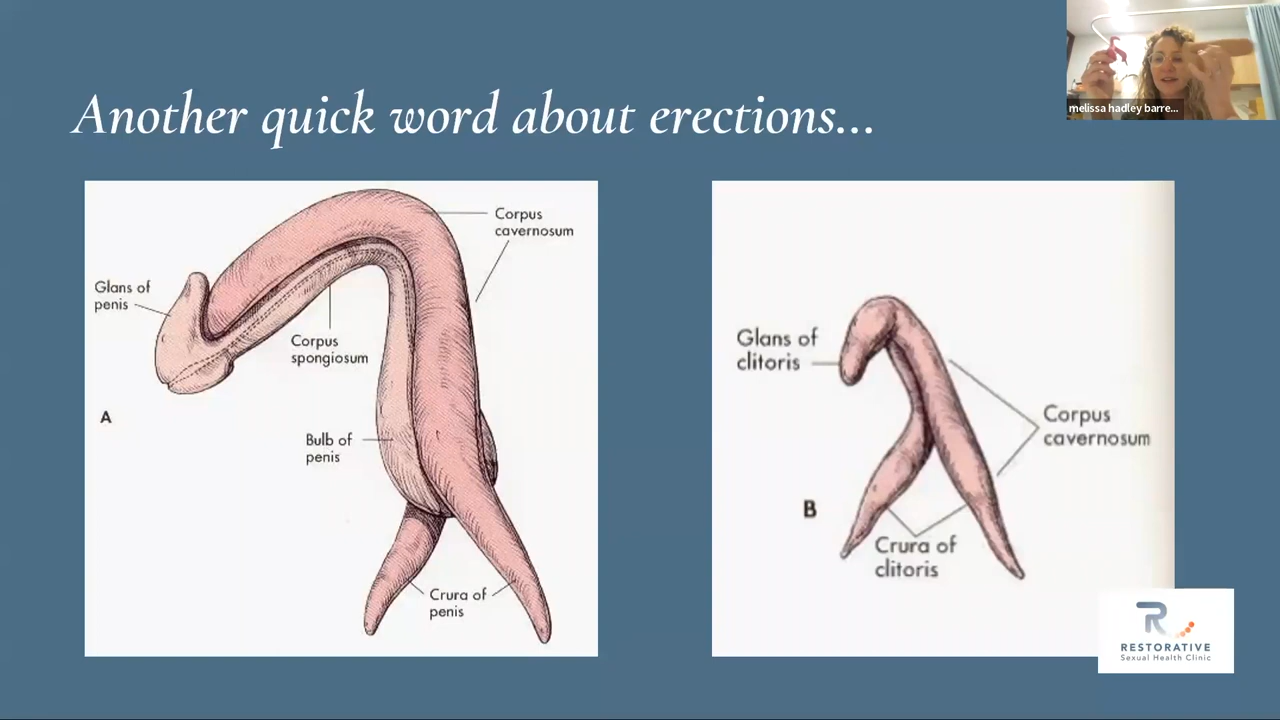 Another quick word about erections...
melissa hadley barre...
Corpus
cavernosum
Glans of
penis
Corpus
spongiosum
A
Bulb of
penis
Crura of
penis
Glans of
clitoris
Corpus
cavernosum
B
Crura of
clitoris
R
RESTORATIVE
Sexual Health Clinic